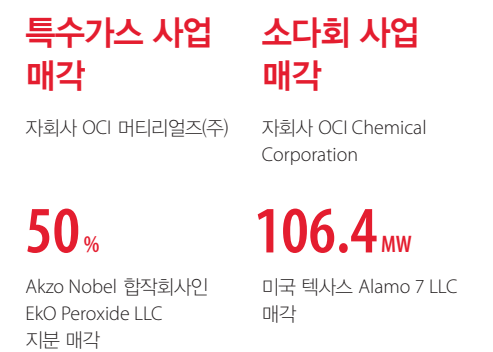 특수가스 사업
매각
자회사 OCI 머티리얼즈(주)
소다회 사업
매각
자회사 OCI Chemical
Corporation
50 %
Akzo Nobel 합작회사인
EkO Peroxide LLC
지분 매각
106.4 MW
미국 텍사스 Alamo 7 LLC
매각